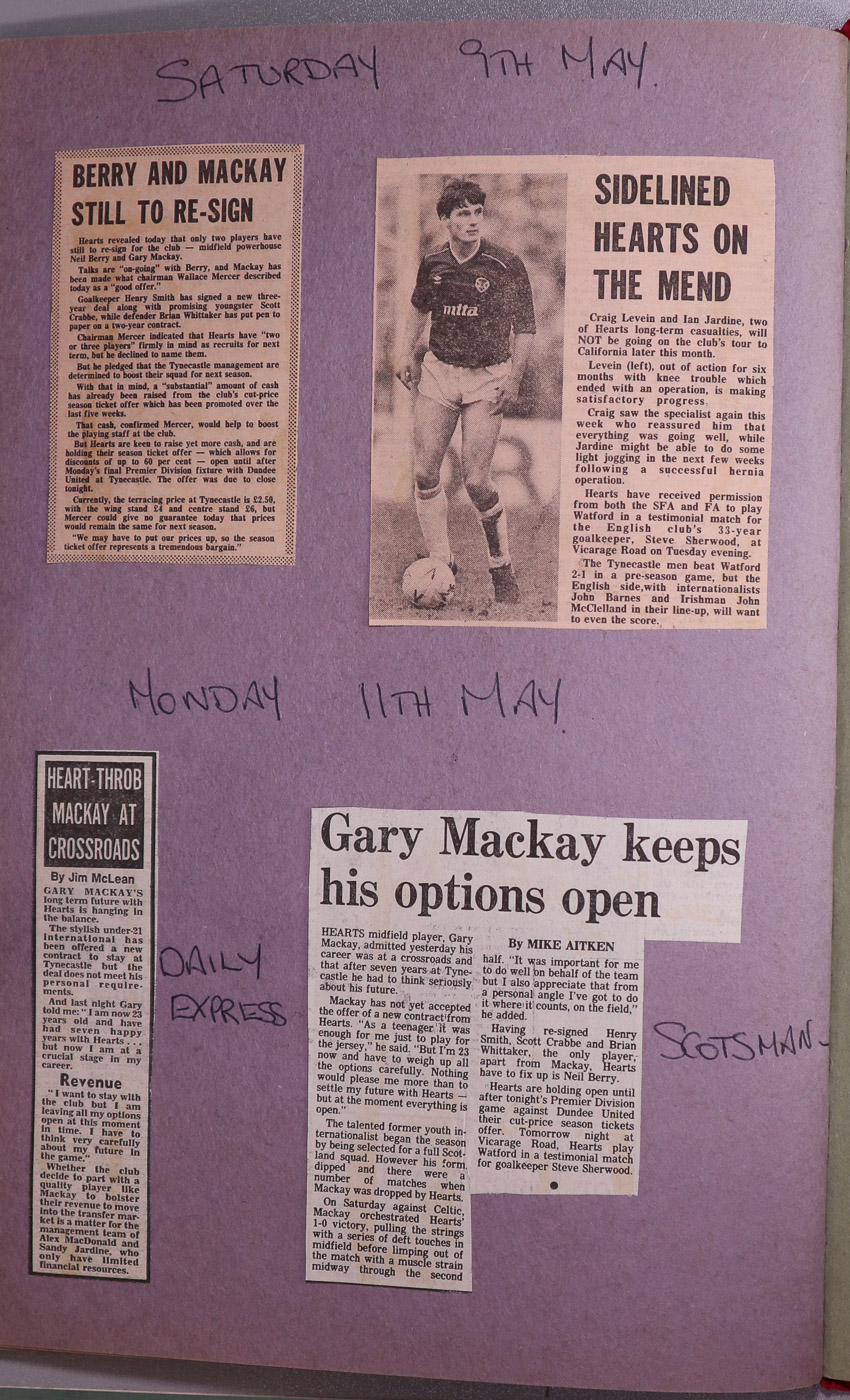 SATURDAY 9TH MAY.
BERRY AND MACKAY
STILL TO RE-SIGN
Hearts revealed today that only two players have
still to re-sign for the club — midfield powerhouse
Neil Berry and Gary Mackay.
Talks are "on-going" with Berry, and Mackay has
been made what chairman Wallace Mercer described
today as a "good offer."
Goalkeeper Henry Smith has signed a new three-
year deal along with promising youngster Scott
Crabbe, while defender Brian Whittaker has put pen to
paper on a two-year contract.
Chairman Mercer indicated that Hearts have "two
or three players" firmly in mind as recruits for next
term, but he declined to name them.
But he pledged that the Tynecastle management are
determined to boost their squad for next season.
With that in mind, a "substantial" amount of cash
has already been raised from the club's cut-price
season ticket offer which has been promoted over the
last five weeks.
That cash, confirmed Mercer, would help to boost
the playing staff at the club.
But Hearts are keen to raise yet more cash, and are
holding their season ticket offer — which allows for
discounts of up to 60 per cent — open until after
Monday's final Premier Division fixture with Dundee
United at Tynecastle. The offer was due to close
tonight.
Currently, the terracing price at Tynecastle is £2.50,
with the wing stand £4 and centre stand £6, but
Mercer could give no guarantee today that prices
would remain the same for next season.
"We may have to put our prices up, so the season
ticket offer represents a tremendous bargain."
mita
SIDELINED
HEARTS ON
THE MEND
Craig Levein and Ian Jardine, two
of Hearts long-term casualties, will
NOT be going on the club's tour to
California later this month.
Levein (left), out of action for six
months with knee trouble which
ended with an operation, is making
satisfactory progress.
Craig saw the specialist again this
week who reassured him that
everything was going well, while
Jardine might be able to do some
light jogging in the next few weeks
following a successful hernia
operation.
Hearts have received permission
from both the SFA and FA to play
Watford in a testimonial match for
the English club's 33-year
goalkeeper, Steve Sherwood, at
Vicarage Road on Tuesday evening.
The Tynecastle men beat Watford
2-1 in a pre-season game, but the
English side, with internationalists
John Barnes and Irishman John
McClelland in their line-up, will want
to even the score.
MONDAY 11TH MAY.
HEART-THROB
MACKAY AT
CROSSROADS
By Jim McLean
GARY MACKAY'S
long term future with
Hearts is hanging in
the balance.
The stylish under-21
international has
been offered a new
contract to stay at
Tynecastle but the
deal does not meet his
personal require-
ments.
And last night Gary
told me: "I am now 23
years old and have
had seven happy
years with Hearts . . .
but now I am at a
crucial stage in my
career.
Revenue
"I want to stay with
the club but I am
leaving all my options
open at this moment
in time. I have to
think very carefully
about my future in
the game."
Whether the club
decide to part with a
quality player like
Mackay to bolster
their revenue to move
into the transfer mar-
ket is a matter for the
management team of
Alex MacDonald and
Sandy Jardine, who
only have limited
financial resources.
DAILY
EXPRESS
Gary Mackay keeps
his options open
HEARTS midfield player, Gary
Mackay, admitted yesterday his
career was at a crossroads and
that after seven years at Tyne-
castle he had to think seriously
about his future.
Mackay has not yet accepted
the offer of a new contract from
Hearts. "As a teenager it was
enough for me just to play for
the jersey," he said. "But I'm 23
now and have to weigh up all
the options carefully. Nothing
would please me more than to
settle my future with Hearts —
but at the moment everything is
open."
The talented former youth in-
ternationalist began the season
by being selected for a full Scot-
land squad. However his form
dipped and there were a
number of matches when
Mackay was dropped by Hearts.
On Saturday against Celtic,
Mackay orchestrated Hearts'
1-0 victory, pulling the strings
with a series of deft touches in
midfield before limping out of
the match with a muscle strain
midway through the second
By MIKE AITKEN
half. "It was important for me
to do well on behalf of the team
but I also appreciate that from
a personal angle I've got to do
it where it counts, on the field,"
he added.
Having re-signed Henry
Smith, Scott Crabbe and Brian
Whittaker, the only player,
apart from Mackay, Hearts
have to fix up is Neil Berry.
Hearts are holding open until
after tonight's Premier Division
game against Dundee United
their cut-price season tickets
offer. Tomorrow night at
Vicarage Road, Hearts play
Watford in a testimonial match
for goalkeeper Steve Sherwood.
SCOTSMAN